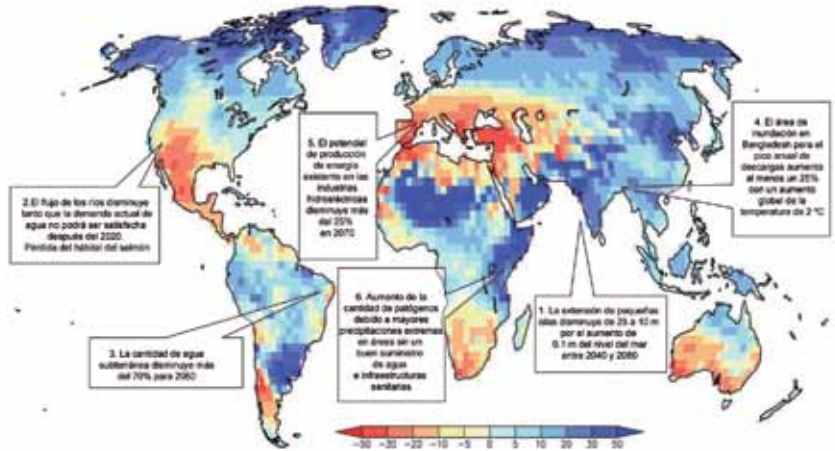 5. El potencial
de producción
de energía
existente en las
industrias
hidroeléctricas
disminuye más
del 25%
en 2070
4. El área de
inundación en
Bangladesh para el
pico anual de
descargas aumenta
al menos un 25%
con un aumento
global de la
temperatura de 2 °C
2.El flujo de los ríos disminuye
tanto que la demanda actual de
agua no podrá ser satisfecha
después del 2020.
Pérdida del hábitat del salmón
6. Aumento de la
cantidad de patógenos
debido a mayores
precipitaciones extremas
en áreas sin un
buen suministro
de agua
e infraestructuras
sanitarias
1. La extensión de pequeñas
islas disminuye de 25 a 10 m
por el aumento de
0.1 m del nivel del mar
entre 2040 y 2080
3. La cantidad de agua
subterránea disminuye más
del 70% para 2050
−50 −30 −20 −10 −5 0 5 10 20 30 50